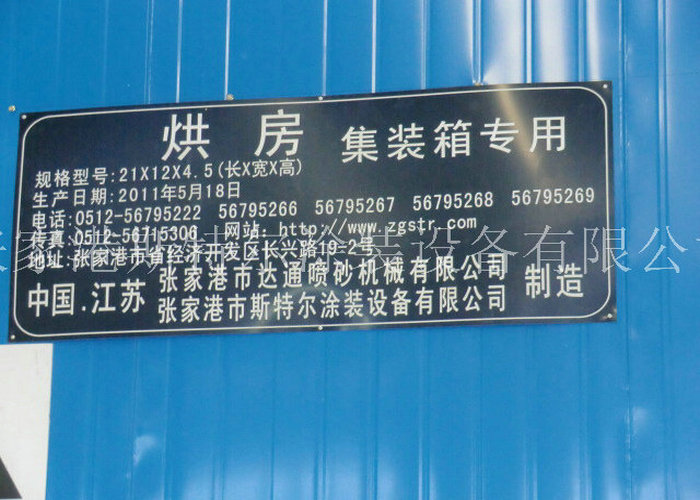 烘房 集装箱专用
规格型号:21X12X4.5(长X宽X高)
生产日期:2011年5月18日
电话:0512-56795222 56795266 56795267 56795268 56795269
传真:0512-56715306 网站: http://www.zgstr.com
地址:张家港市省经济开发区长兴路19-2号
中国.江苏 张家港市达通喷砂机械有限公司 制造
张家港市斯特尔涂装设备有限公司